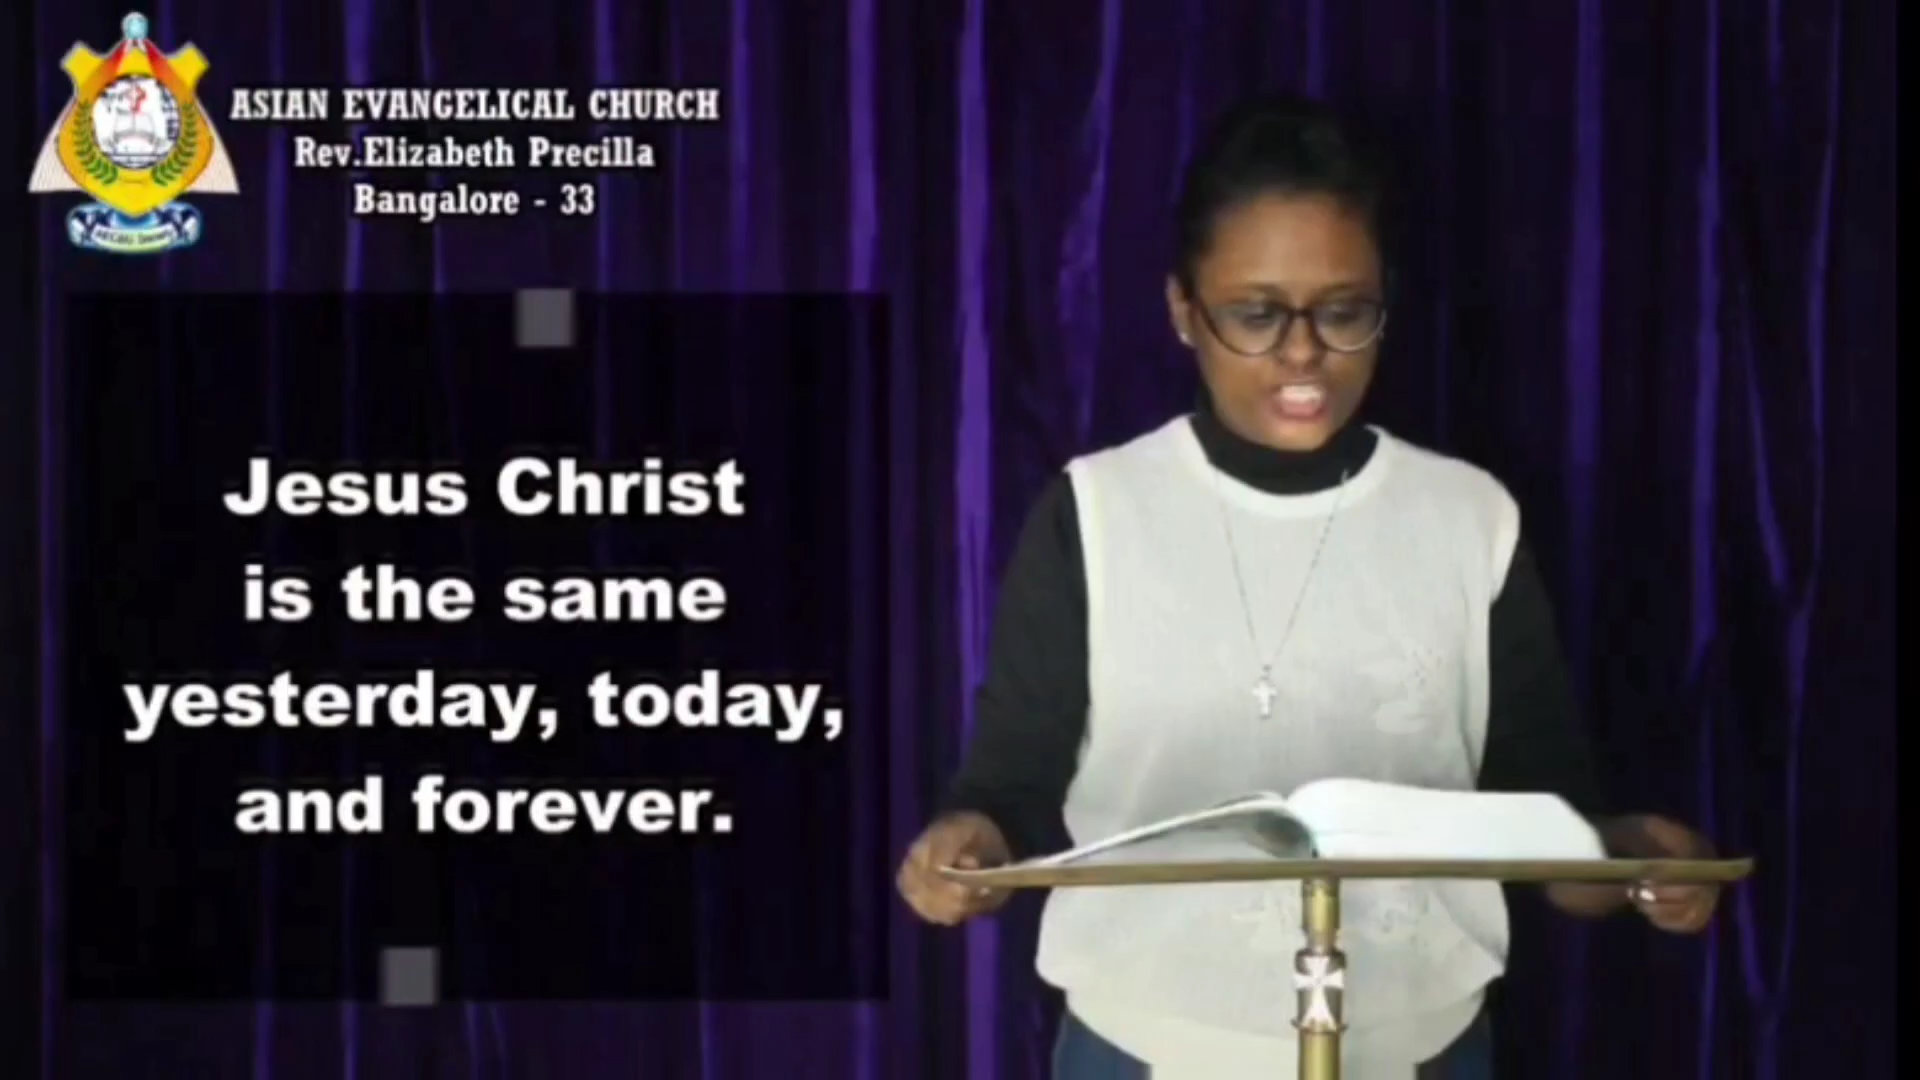 ASIAN EVANGELICAL CHURCH
Rev.Elizabeth Precilla
Bangalore - 33
Jesus Christ
is the same
yesterday, today,
and forever.